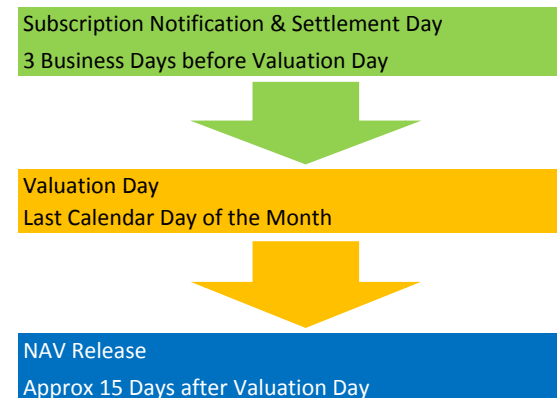 Subscription Notification & Settlement Day
3 Business Days before Valuation Day
Valuation Day
Last Calendar Day of the Month
NAV Release
Approx 15 Days after Valuation Day